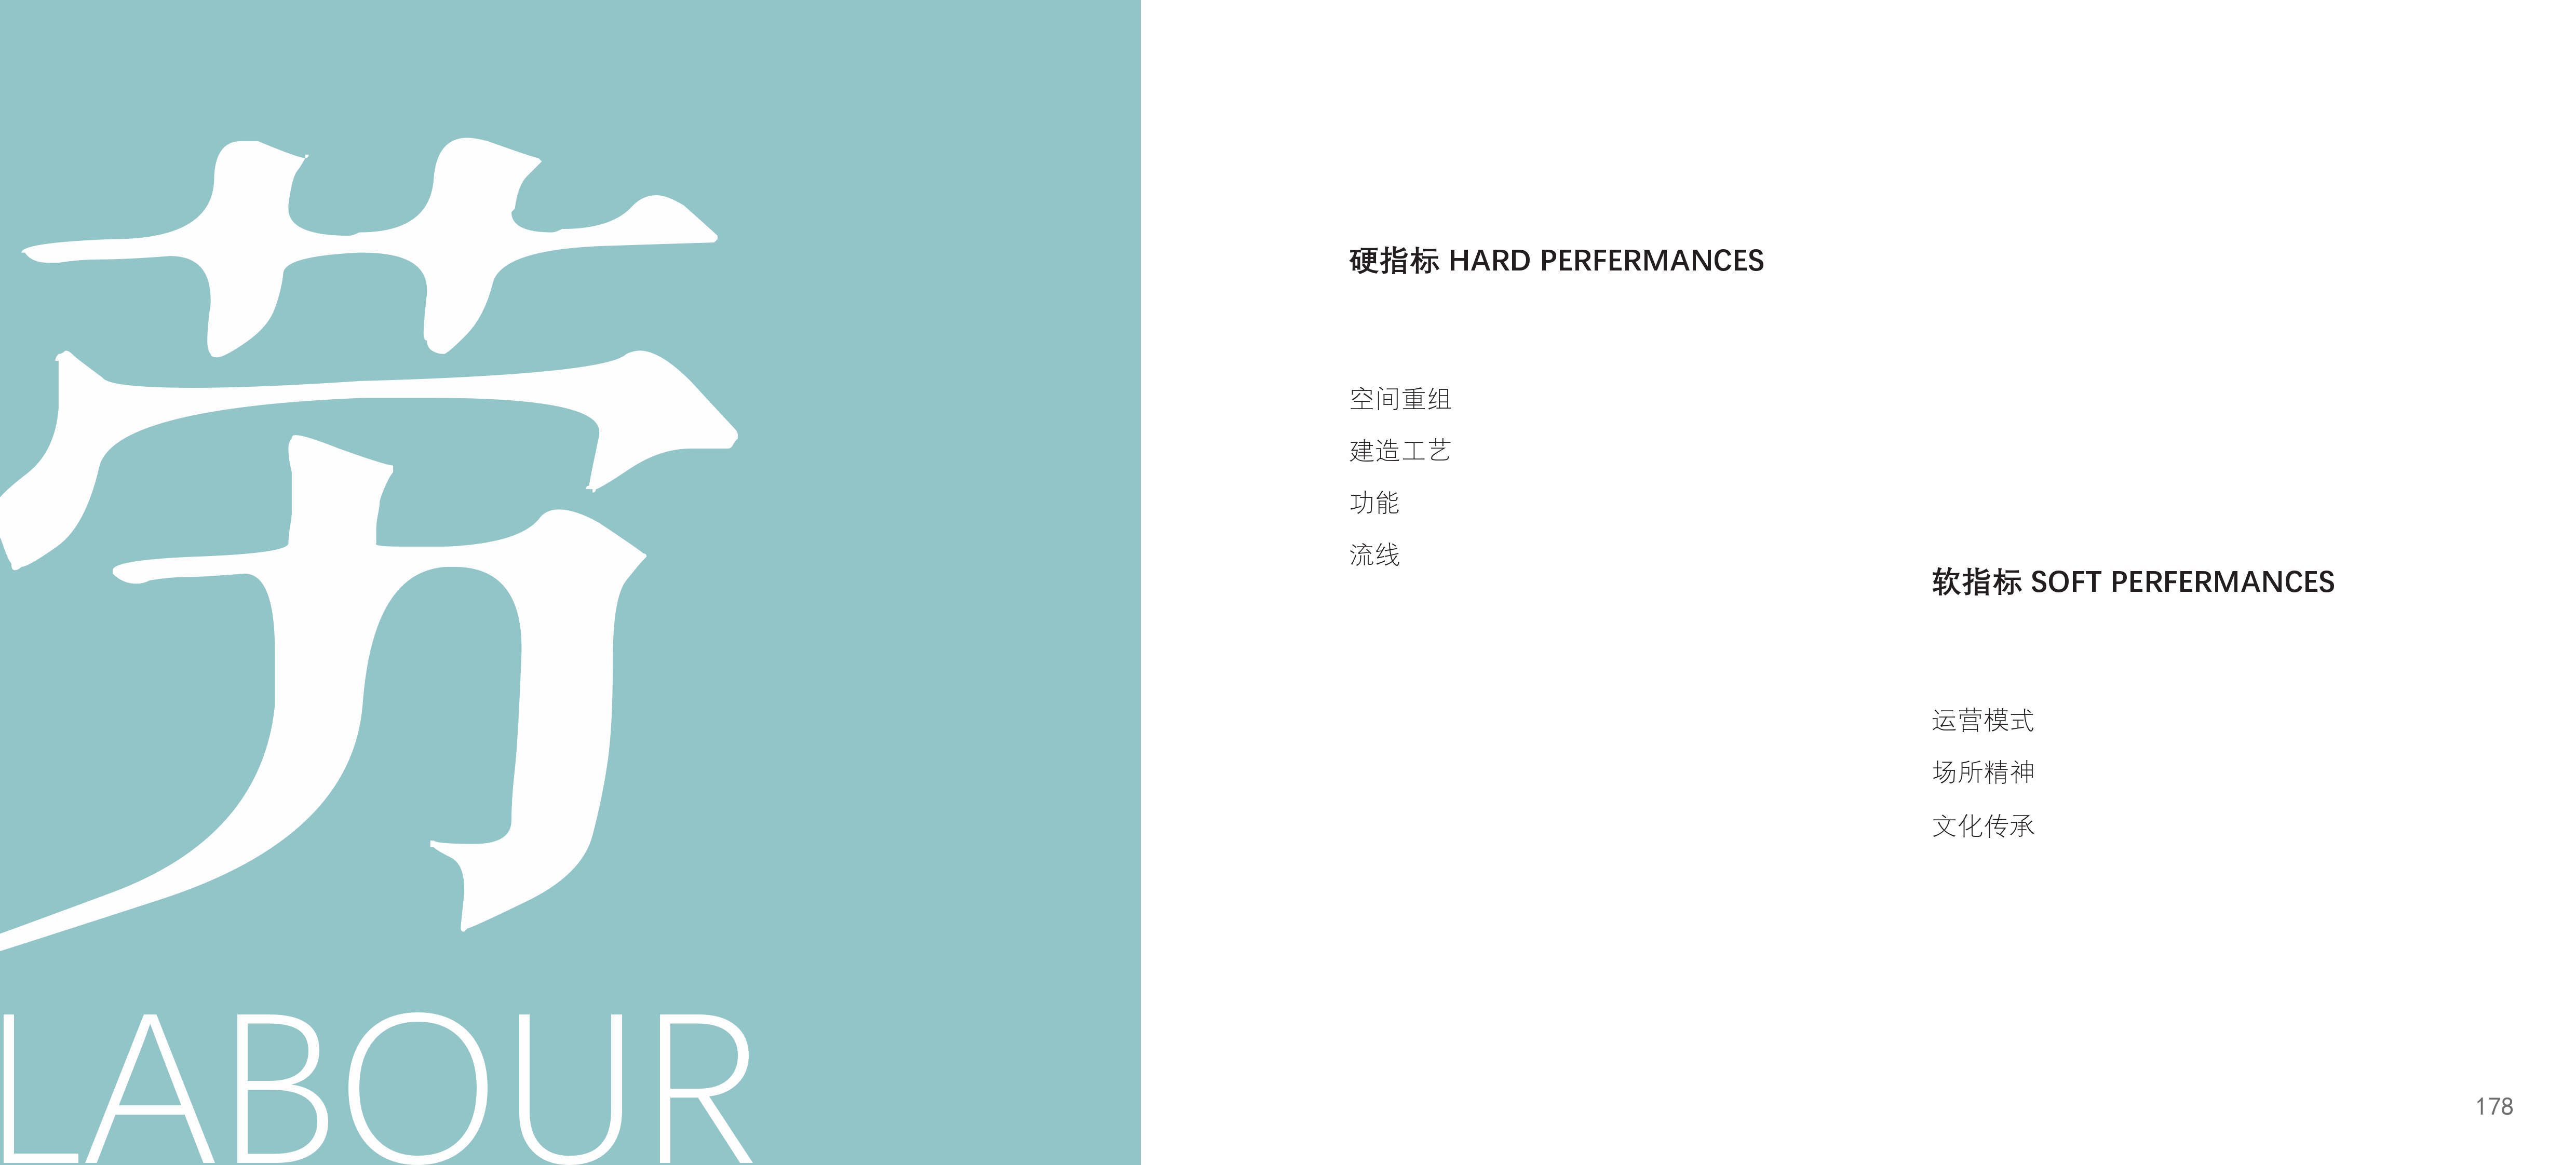 劳
LABOUR
硬指标 HARD PERFERMANCES
空间重组
建造工艺
功能
流线
软指标 SOFT PERFERMANCES
运营模式
场所精神
文化传承
178